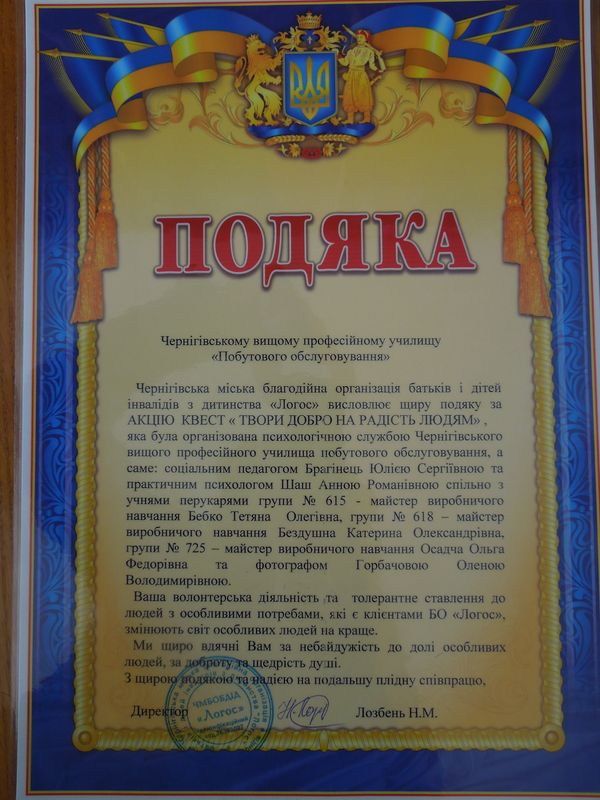 ПОДЯКА
Чернігівському вищому професійному училищу
«Побутового обслуговування»
Чернігівська міська благодійна організація батьків і дітей
інвалідів з дитинства «Логос» висловлює щиру подяку за
АКЦІЮ КВЕСТ « ТВОРИ ДОБРО НА РАДІСТЬ ЛЮДЯМ» ,
яка була організована психологічною службою Чернігівського
вищого професійного училища побутового обслуговування, а
саме: соціальним педагогом Брагінець Юлією Сергіївною та
практичним психологом Шаш Анною Романівною спільно з
учнями перукарями групи № 615 - майстер виробничого
навчання Бебко Тетяна Олегівна, групи № 618 – майстер
виробничого навчання Бездушна Катерина Олександрівна,
групи № 725 – майстер виробничого навчання Осадча Ольга
Федорівна та фотографом Горбачовою Оленою
Володимирівною.
Ваша волонтерська діяльність та толерантне ставлення до
людей з особливими потребами, які є клієнтами БО «Логос»,
змінюють світ особливих людей на краще.
Ми щиро вдячні Вам за небайдужість до долі особливих
людей, за доброту та щедрість душі.
З щирою подякою та надією на подальшу плідну співпрацю,
Директор Лозбень Н.М.
ЧМБОБДІД
«Логос»